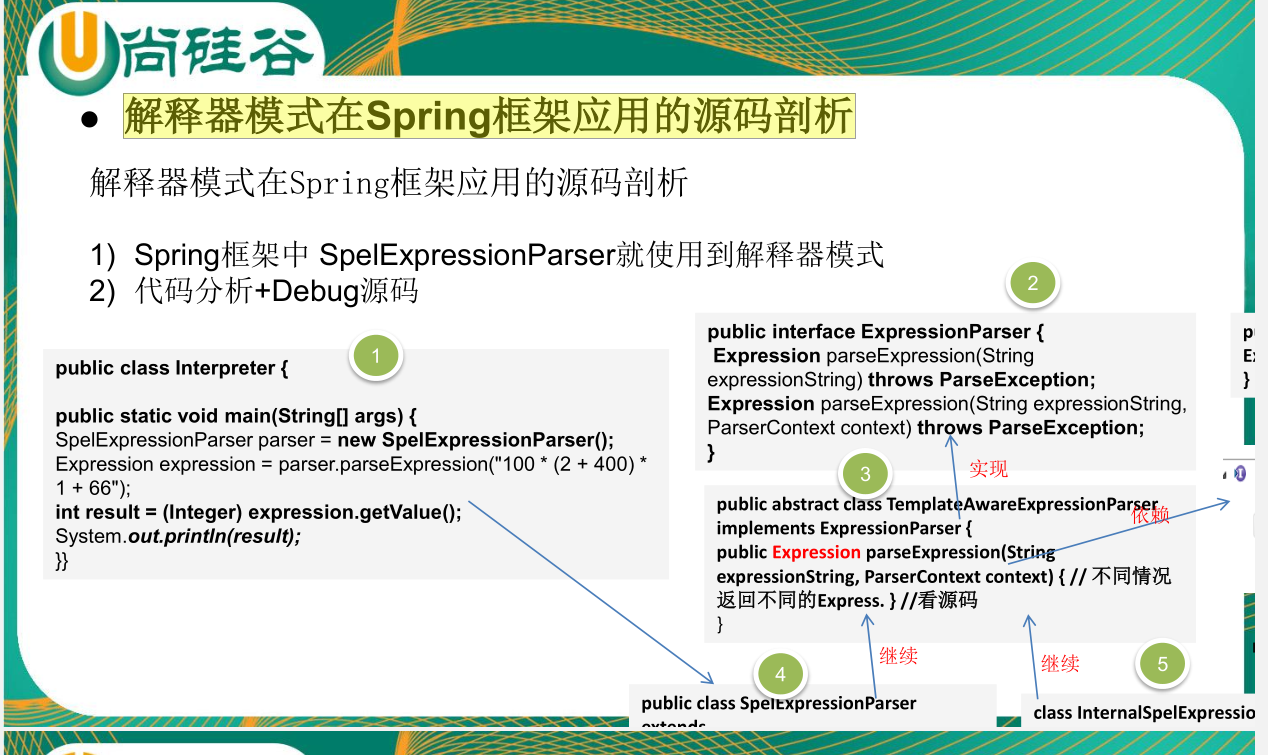 尚硅谷
● 解释器模式在Spring框架应用的源码剖析
解释器模式在Spring框架应用的源码剖析
1) Spring框架中 SpelExpressionParser就使用到解释器模式
2) 代码分析+Debug源码
1
public class Interpreter {
public static void main(String[] args) {
SpelExpressionParser parser = new SpelExpressionParser();
Expression expression = parser.parseExpression("100 * (2 + 400) *
1 + 66");
int result = (Integer) expression.getValue();
System.out.println(result);
}}
2
public interface ExpressionParser {
Expression parseExpression(String
expressionString) throws ParseException;
Expression parseExpression(String expressionString,
ParserContext context) throws ParseException;
}
实现
3
public abstract class TemplateAwareExpressionParser
implements ExpressionParser {
public Expression parseExpression(String
expressionString, ParserContext context) { // 不同情况
返回不同的Express. } //看源码
}
依赖
继续
继续
4
public class SpelExpressionParser
extends
5
class InternalSpelExpressio
}